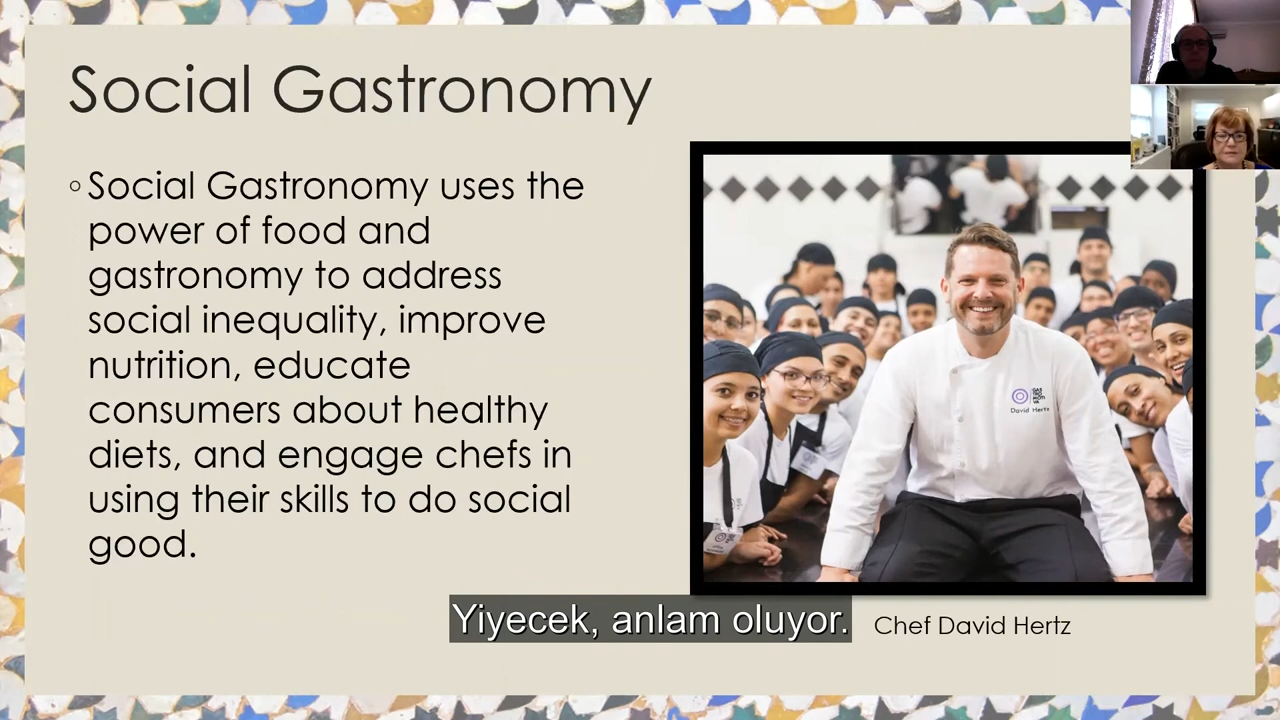 Social Gastronomy
Social Gastronomy uses the
power of food and
gastronomy to address
social inequality, improve
nutrition, educate
consumers about healthy
diets, and engage chefs in
using their skills to do social
good.
David Hertz
Yiyecek, anlam oluyor.
Chef David Hertz